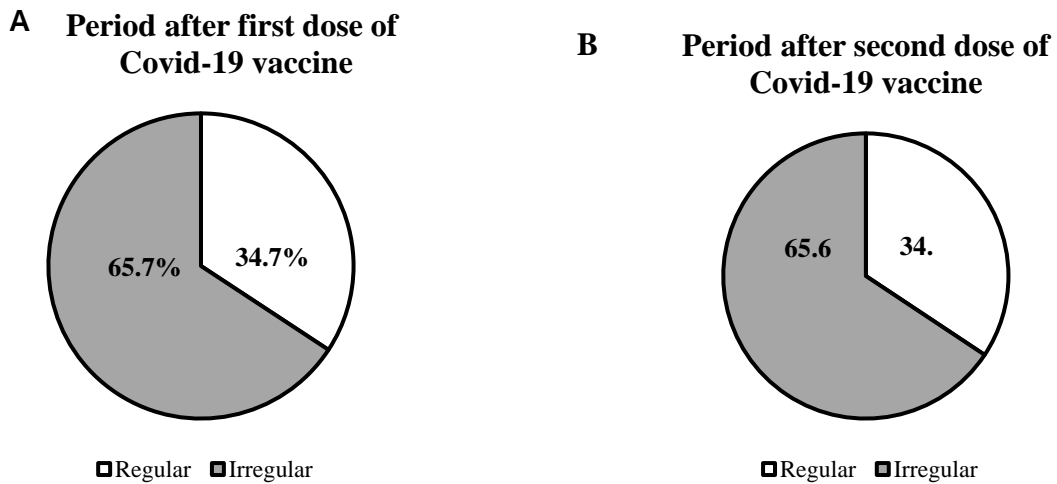 A
Period after first dose of
Covid-19 vaccine
65.7%
34.7%
Regular Irregular
B
Period after second dose of
Covid-19 vaccine
65.6
34.
Regular Irregular